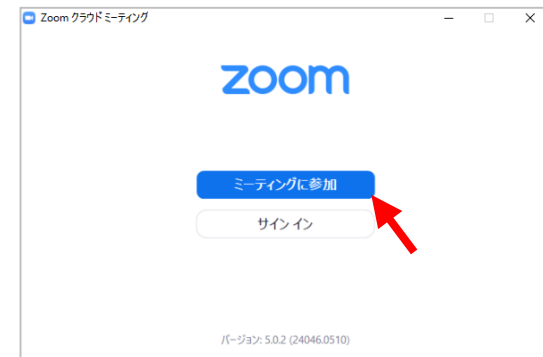 Zoom クラウド ミーティング
zoom
ミーティングに参加
サインイン
バージョン: 5.0.2 (24046.0510)